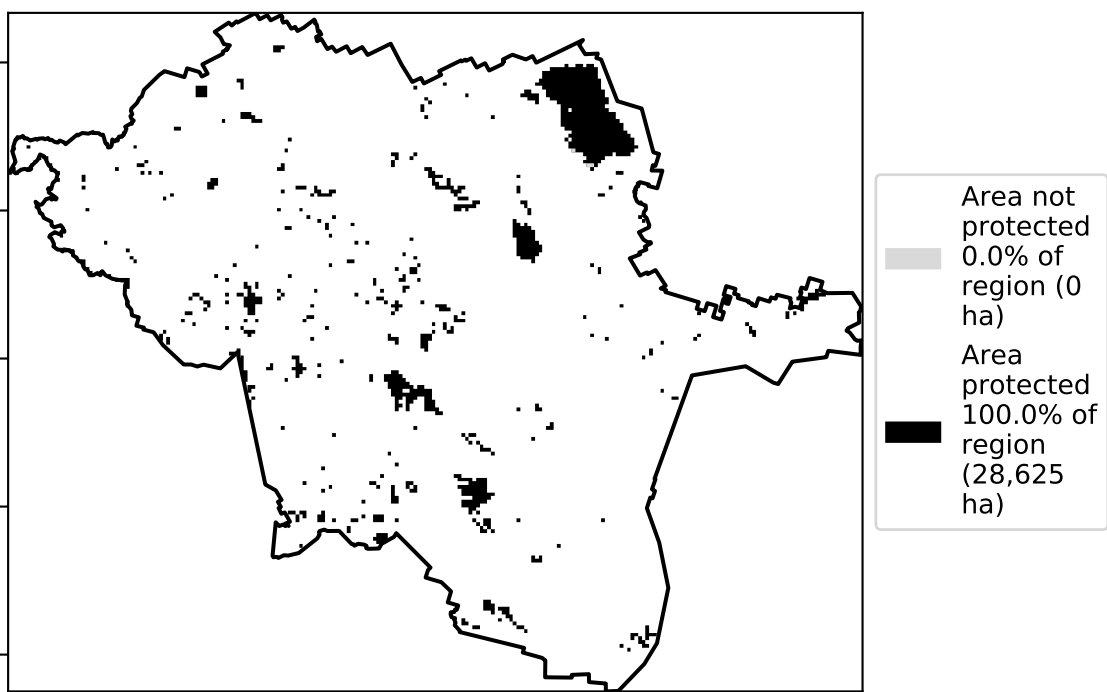 Area not
protected
0.0% of
region (0
ha)
Area
protected
100.0% of
region
(28,625
ha)